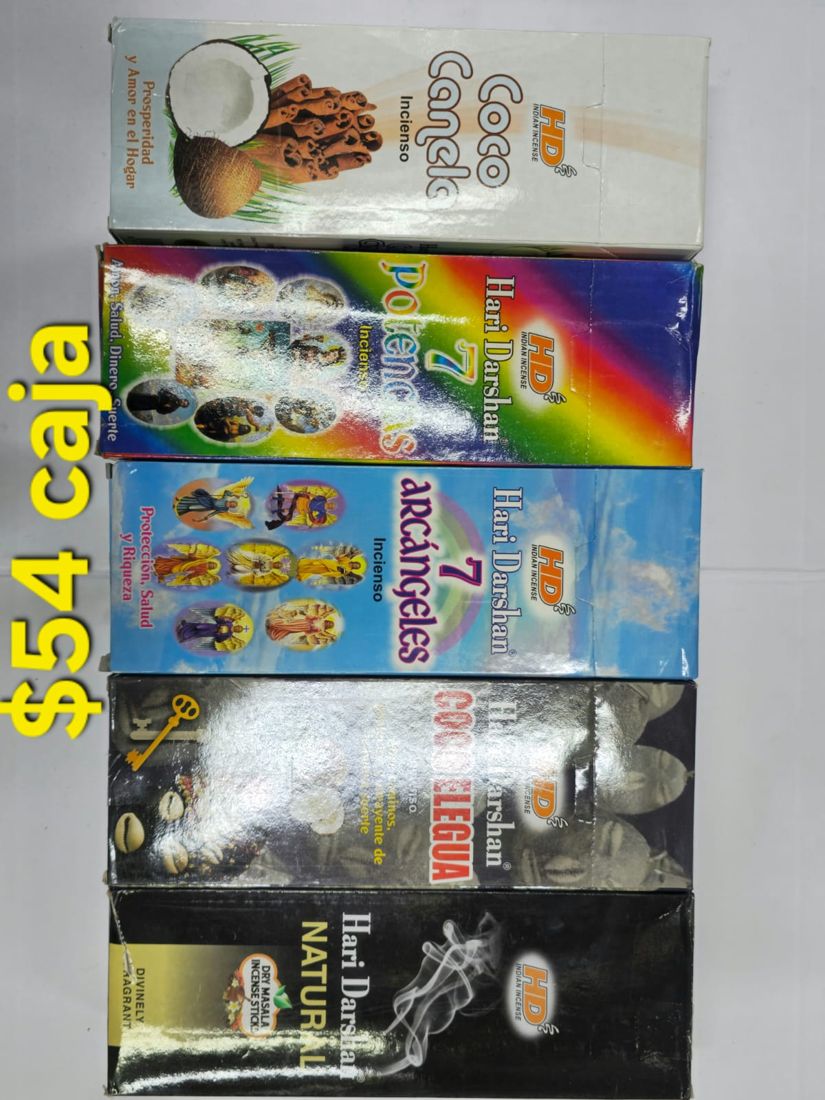 $54 caja
HD
INDIAN INCENSE
Coco
Canela
Incienso
Prosperidad
y Amor en el Hogar
HD
INDIAN INCENSE
Hari Darshan®
7
POTENCIAS
Incienso
Amor, Salud, Dinero, Suerte
HD
INDIAN INCENSE
Hari Darshan®
7
ARCÁNGELES
Incienso
Protección, Salud
y Riqueza
HD
INDIAN INCENSE
Hari Darshan®
COCO ELEGUA
HD
INDIAN INCENSE
Hari Darshan®
NATURAL
DRY MASALA
INCENSE STICK
DIVINELY
FRAGRANT